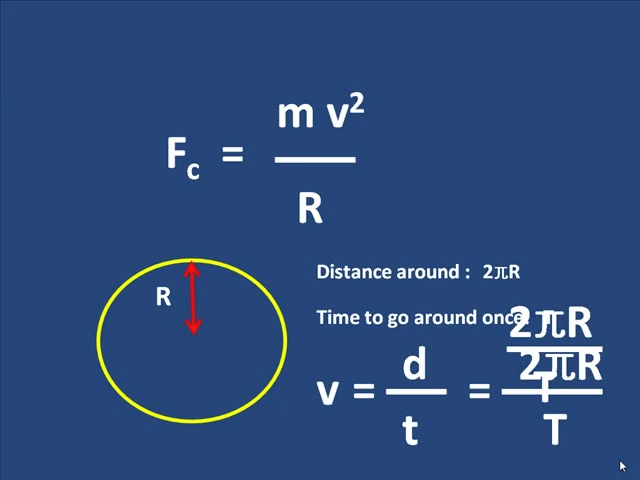 m v²
Fc =
R
R
Distance around : 2πR
Time to go around once:
2πR
T
v = d = 2πR
t T